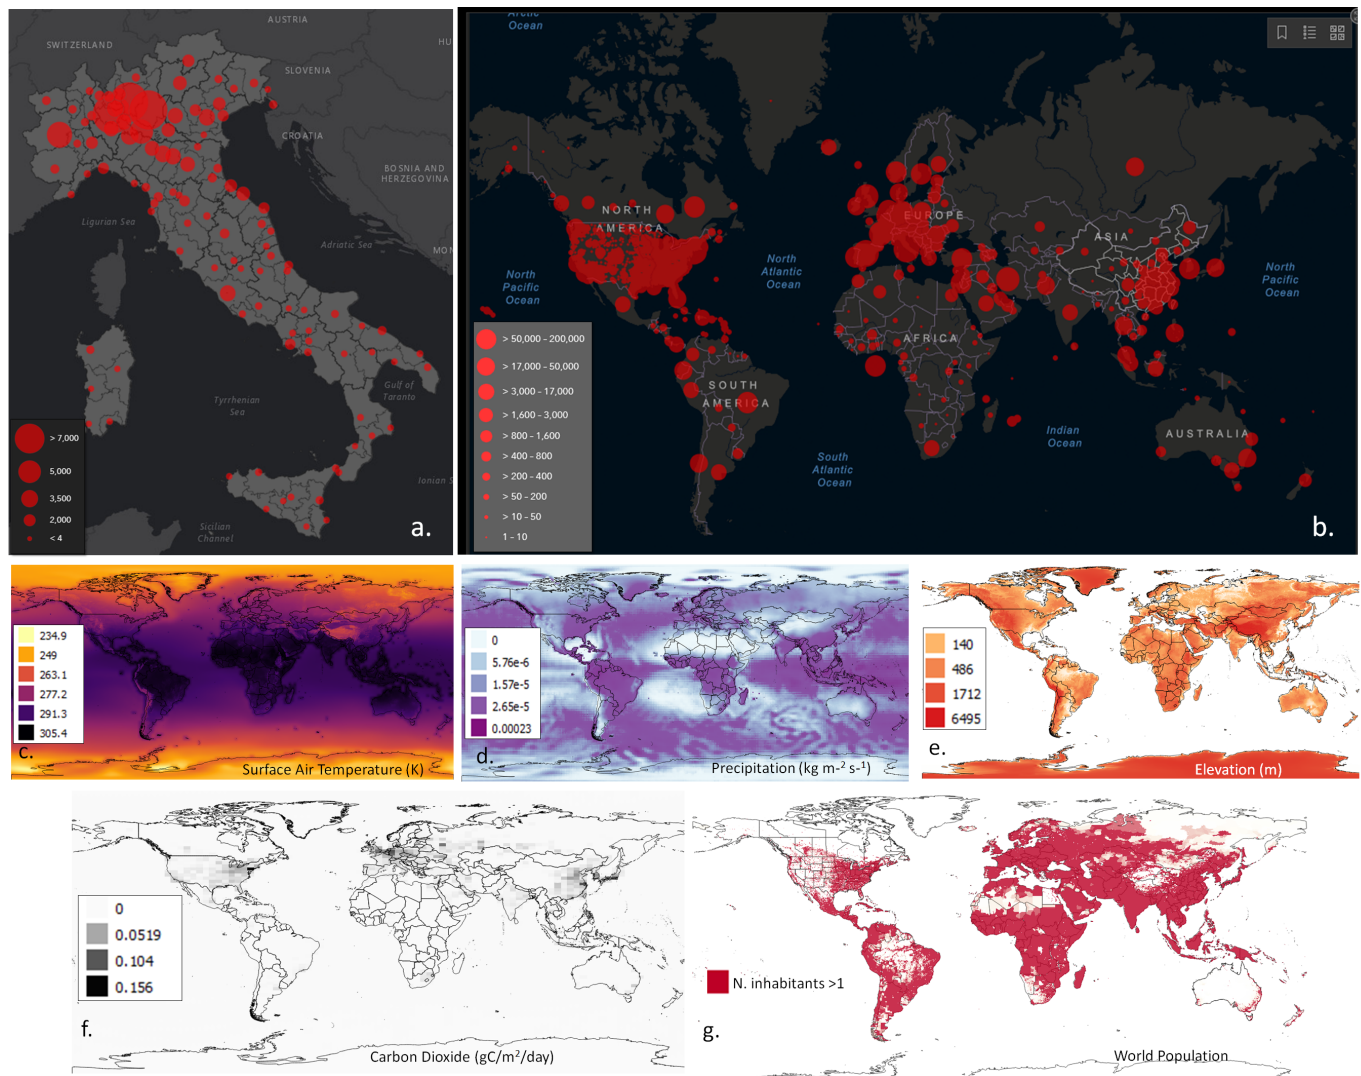 AUSTRIA
SWITZERLAND
HU
SLOVENIA
CROATIA
BOSNIA AND
HERZEGOVINA
Ligurian Sea
Adriatic Sea
MON
Gulf of
Taranto
Tyrrhenian
Sea
Ionian S
Sicilian
Channel
> 7,000
5,000
3,500
2,000
< 4
a.
Arctic
Ocean
NORTH
AMERICA
EUROPE
ASIA
North
Pacific
Ocean
North
Atlantic
Ocean
North
Pacific
Ocean
AFRICA
SOUTH
AMERICA
Indian
Ocean
AUSTRALIA
South
Atlantic
Ocean
> 50,000 – 200,000
> 17,000 – 50,000
> 3,000 – 17,000
> 1,600 – 3,000
> 800 – 1,600
> 400 – 800
> 200 – 400
> 50 – 200
> 10 – 50
1 – 10
b.
234.9
249
263.1
277.2
291.3
305.4
c.
Surface Air Temperature (K)
0
5.76e-6
1.57e-5
2.65e-5
0.00023
d.
Precipitation (kg m-² s-¹)
140
486
1712
6495
e.
Elevation (m)
0
0.0519
0.104
0.156
f.
Carbon Dioxide (gC/m²/day)
N. inhabitants >1
g.
World Population